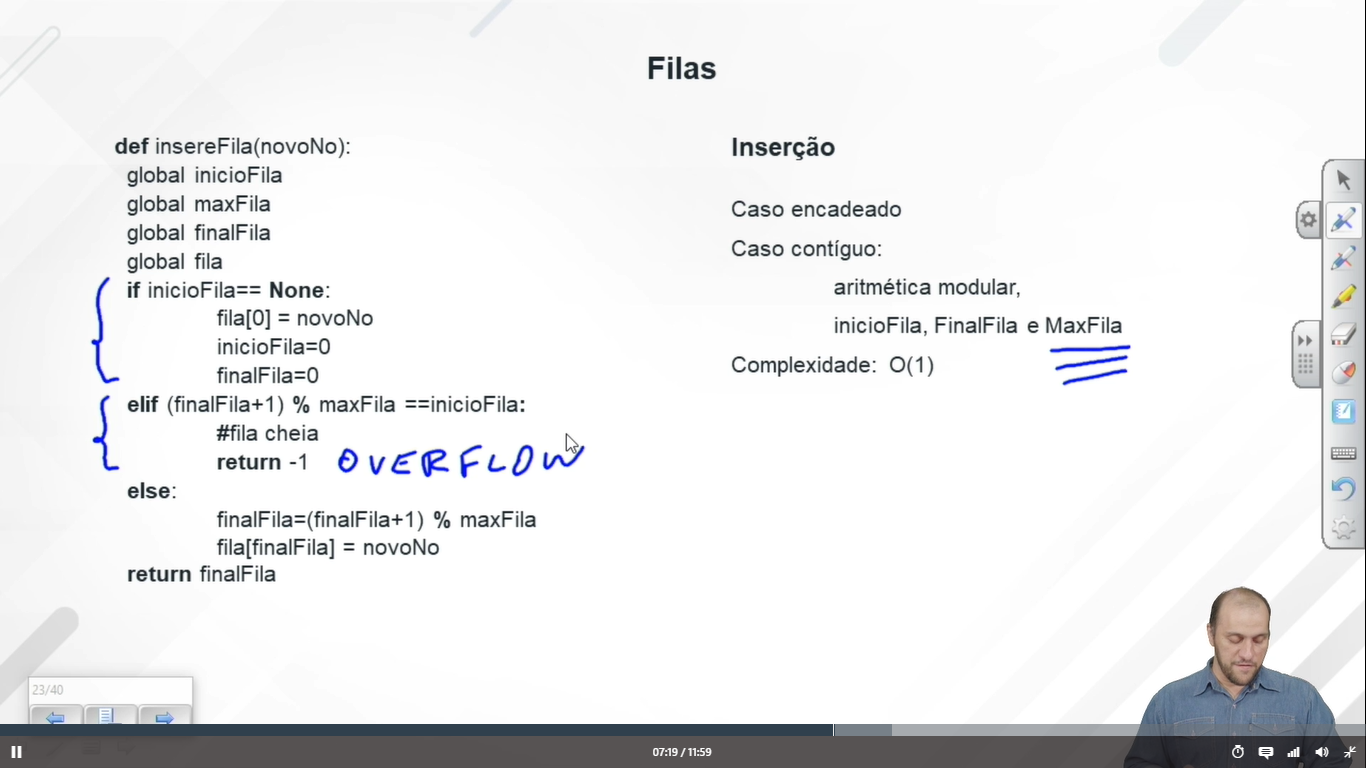 Filas
def insereFila(novoNo):
global inicioFila
global maxFila
global finalFila
global fila
if inicioFila== None:
fila[0] = novoNo
inicioFila=0
finalFila=0
elif (finalFila+1) % maxFila ==inicioFila:
#fila cheia
return -1 OVERFLOW
else:
finalFila=(finalFila+1) % maxFila
fila[finalFila] = novoNo
return finalFila
Inserção
Caso encadeado
Caso contíguo:
aritmética modular,
inicioFila, FinalFila e MaxFila
Complexidade: O(1)
23/40
07:19 / 11:59